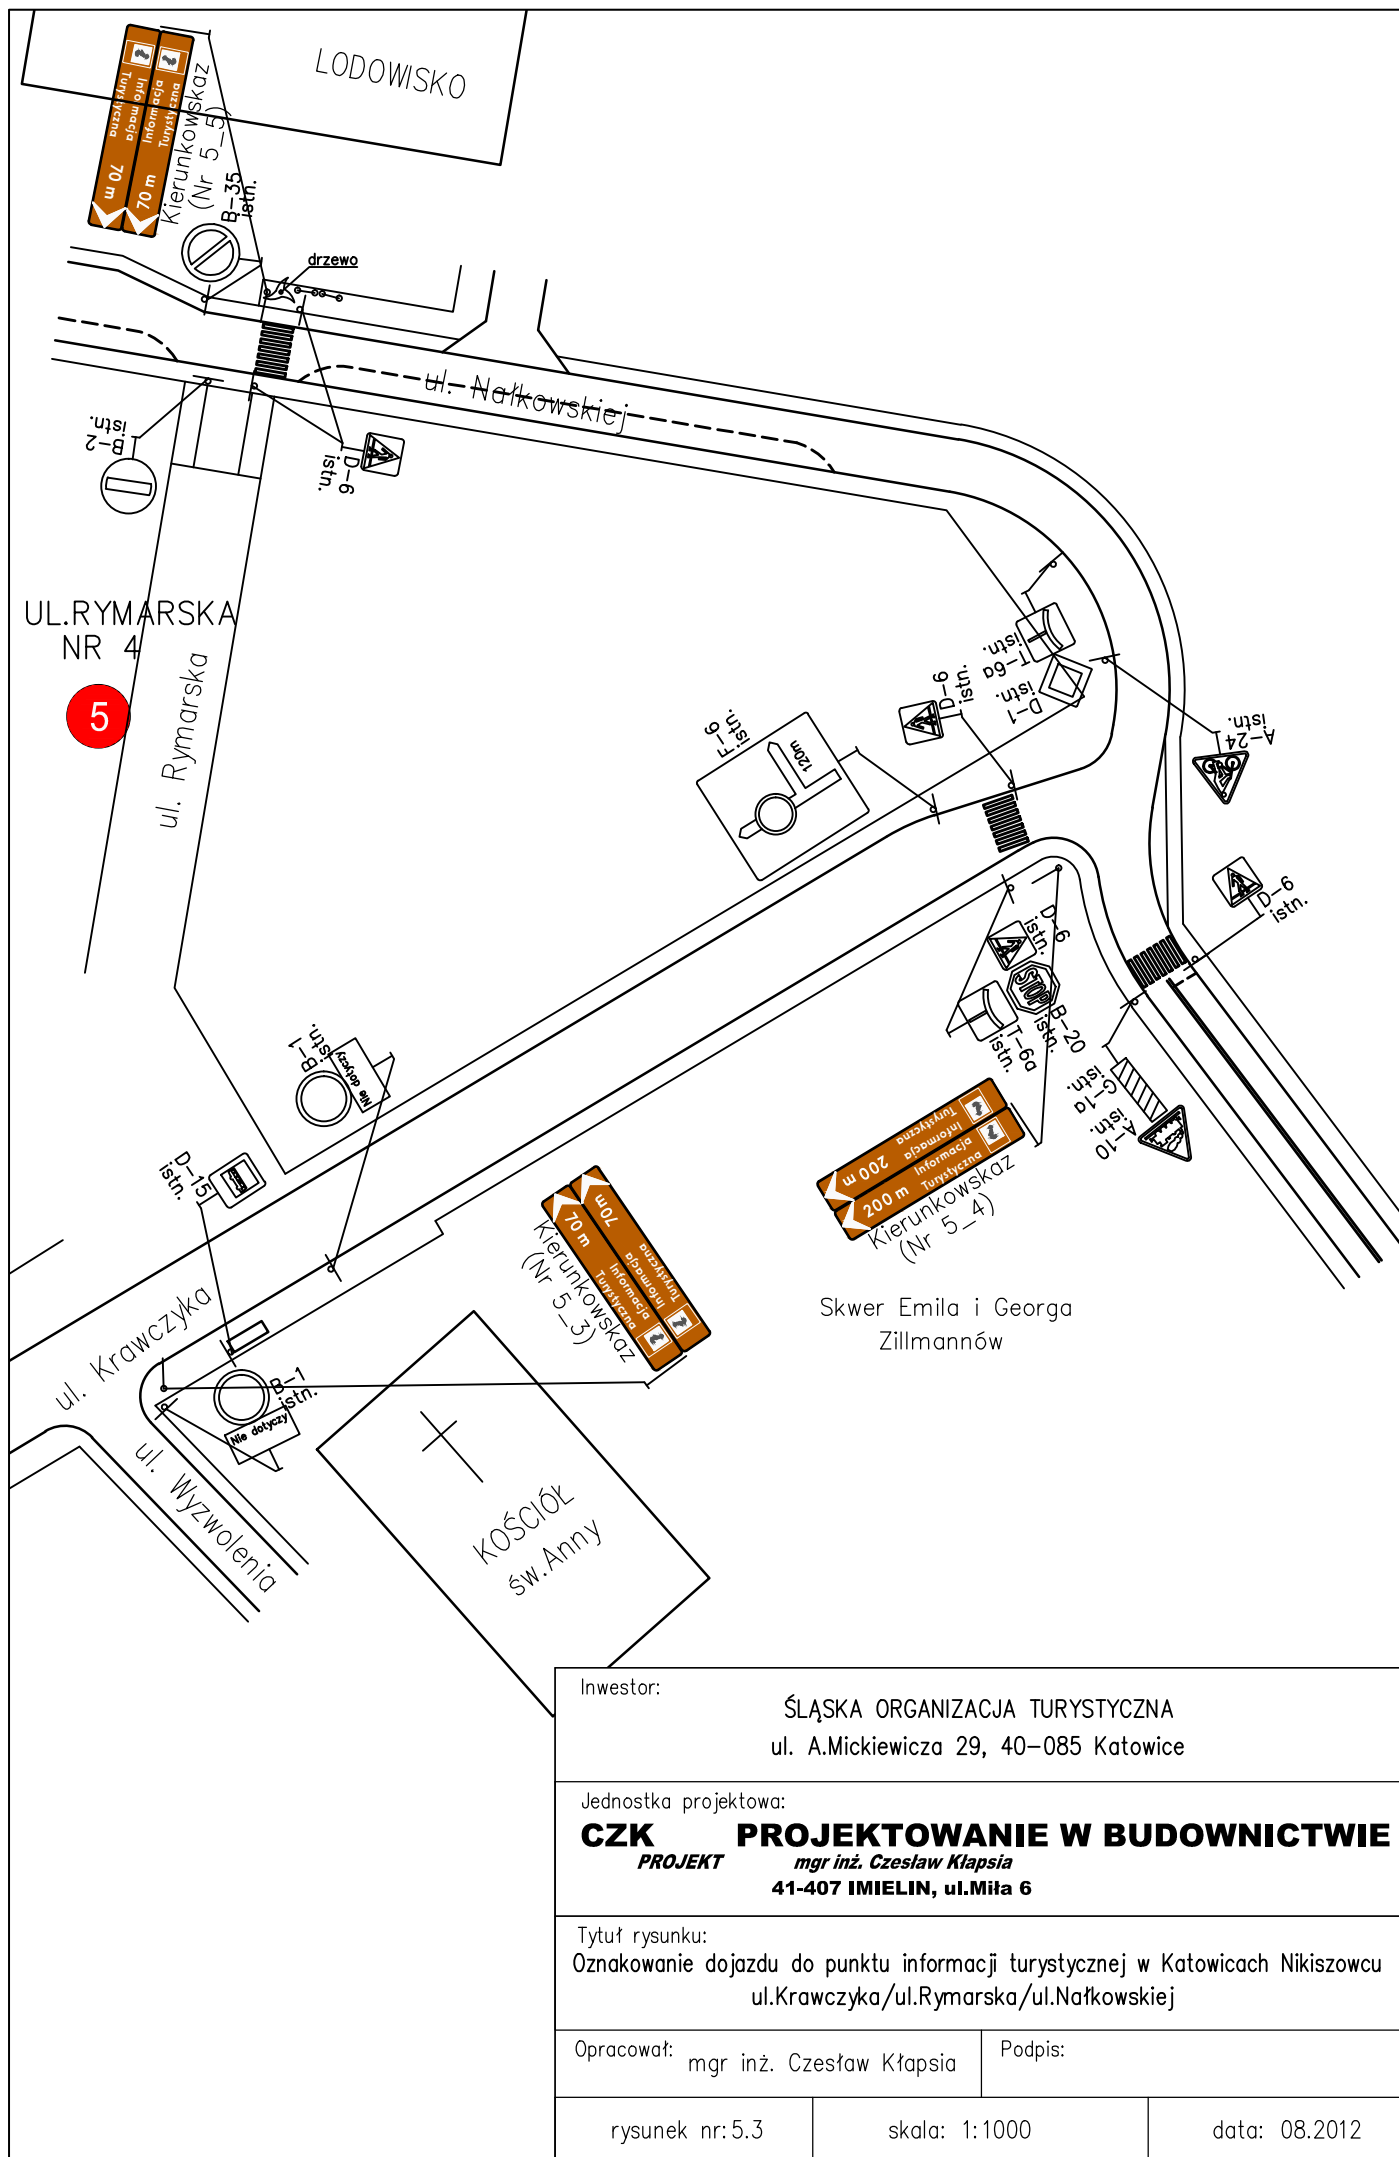 LODOWISKO
Informacja
Turystyczna
70 m
Informacja
Turystyczna
70 m
Kierunkowskaz
(Nr 5_5)
B-35
istn.
drzewo
ul. Nałkowskiej
B-2
istn.
D-6
istn.
UL.RYMARSKA
NR 4
5
ul. Rymarska
T-6a
istn.
D-1
istn.
D-6
istn.
F-6
istn.
120m
A-24
istn.
D-6
istn.
D-6
istn.
STOP
B-20
istn.
T-6a
istn.
G-1a
istn.
A-10
istn.
B-1
istn.
Nie dotyczy
D-15
istn.
200 m
Informacja
Turystyczna
200 m
Informacja
Turystyczna
Kierunkowskaz
(Nr 5_4)
70m
Informacja
Turystyczna
70 m
Informacja
Turystyczna
Kierunkowskaz
(Nr 5_3)
Skwer Emila i Georga
Zillmannów
ul. Krawczyka
B-1
istn.
Nie dotyczy
ul. Wyzwolenia
KOŚCIÓŁ
św.Anny
Inwestor:
ŚLĄSKA ORGANIZACJA TURYSTYCZNA
ul. A.Mickiewicza 29, 40-085 Katowice
Jednostka projektowa:
CZK PROJEKTOWANIE W BUDOWNICTWIE
PROJEKT mgr inż. Czesław Kłapsia
41-407 IMIELIN, ul.Miła 6
Tytuł rysunku:
Oznakowanie dojazdu do punktu informacji turystycznej w Katowicach Nikiszowcu
ul.Krawczyka/ul.Rymarska/ul.Nałkowskiej
Opracował: mgr inż. Czesław Kłapsia Podpis:
rysunek nr: 5.3 skala: 1:1000 data: 08.2012